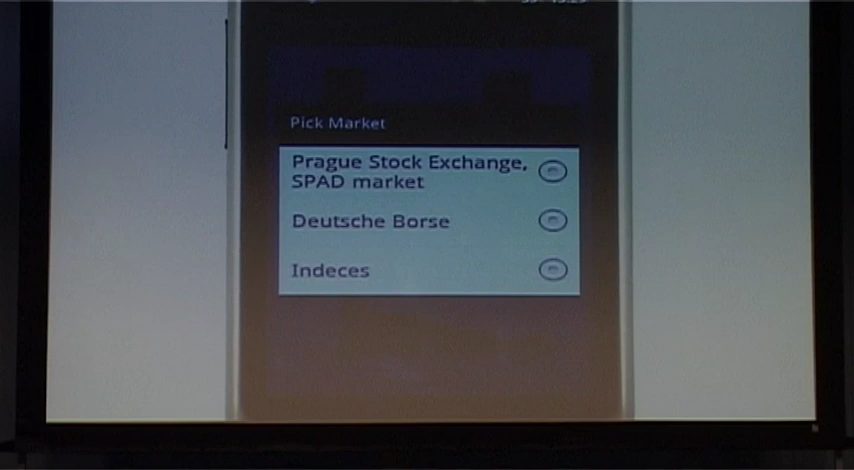 Pick Market
Prague Stock Exchange,
SPAD market
Deutsche Borse
Indeces